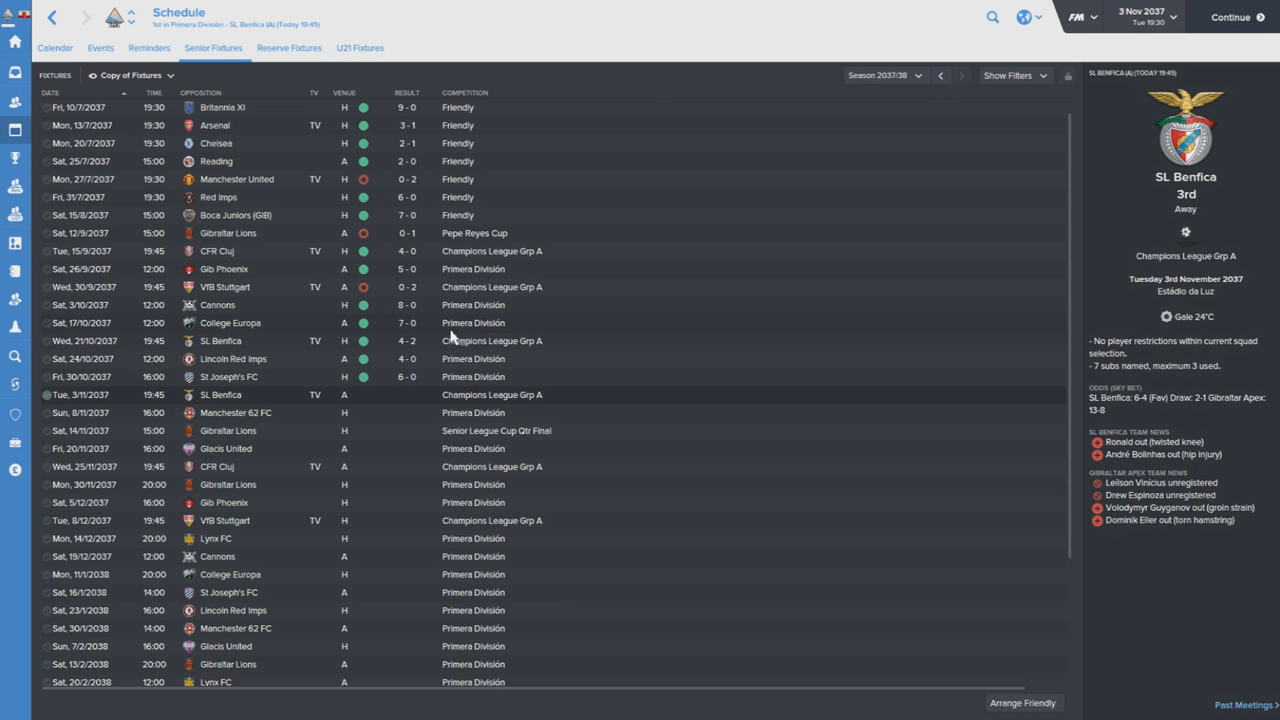 Schedule
1st in Primera División - SL Benfica (A) (Today 19:45)
FM
3 Nov 2037
Tue 19:30
Continue
Calendar Events Reminders Senior Fixtures Reserve Fixtures U21 Fixtures
FIXTURES Copy of Fixtures Season 2037/38 Show Filters
DATE TIME OPPOSITION TV VENUE RESULT COMPETITION
Fri, 10/7/2037 19:30 Britannia XI H 9 - 0 Friendly
Mon, 13/7/2037 19:30 Arsenal TV H 3 - 1 Friendly
Mon, 20/7/2037 19:30 Chelsea H 2 - 1 Friendly
Sat, 25/7/2037 15:00 Reading A 2 - 0 Friendly
Mon, 27/7/2037 19:30 Manchester United TV H 0 - 2 Friendly
Fri, 31/7/2037 19:30 Red Imps H 6 - 0 Friendly
Sat, 15/8/2037 15:00 Boca Juniors (GIB) H 7 - 0 Friendly
Sat, 12/9/2037 15:00 Gibraltar Lions A 0 - 1 Pepe Reyes Cup
Tue, 15/9/2037 19:45 CFR Cluj TV H 4 - 0 Champions League Grp A
Sat, 26/9/2037 12:00 Gib Phoenix A 5 - 0 Primera División
Wed, 30/9/2037 19:45 VfB Stuttgart TV A 0 - 2 Champions League Grp A
Sat, 3/10/2037 12:00 Cannons H 8 - 0 Primera División
Sat, 17/10/2037 12:00 College Europa A 7 - 0 Primera División
Wed, 21/10/2037 19:45 SL Benfica TV H 4 - 2 Champions League Grp A
Sat, 24/10/2037 12:00 Lincoln Red Imps A 4 - 0 Primera División
Fri, 30/10/2037 16:00 St Joseph's FC H 6 - 0 Primera División
Tue, 3/11/2037 19:45 SL Benfica TV A Champions League Grp A
Sun, 8/11/2037 16:00 Manchester 62 FC H Primera División
Sat, 14/11/2037 15:00 Gibraltar Lions H Senior League Cup Qtr Final
Fri, 20/11/2037 16:00 Glacis United A Primera División
Wed, 25/11/2037 19:45 CFR Cluj TV A Champions League Grp A
Mon, 30/11/2037 20:00 Gibraltar Lions H Primera División
Sat, 5/12/2037 16:00 Gib Phoenix H Primera División
Tue, 8/12/2037 19:45 VfB Stuttgart TV H Champions League Grp A
Mon, 14/12/2037 20:00 Lynx FC H Primera División
Sat, 19/12/2037 12:00 Cannons A Primera División
Mon, 11/1/2038 20:00 College Europa H Primera División
Sat, 16/1/2038 14:00 St Joseph's FC A Primera División
Sat, 23/1/2038 16:00 Lincoln Red Imps H Primera División
Sat, 30/1/2038 14:00 Manchester 62 FC A Primera División
Sun, 7/2/2038 16:00 Glacis United H Primera División
Sat, 13/2/2038 20:00 Gibraltar Lions A Primera División
Sat, 20/2/2038 12:00 Lynx FC A Primera División
Arrange Friendly
SL BENFICA (A) (TODAY 19:45)
SL Benfica
3rd
Away
Champions League Grp A
Tuesday 3rd November 2037
Estádio da Luz
Gale 24°C
- No player restrictions within current squad
selection.
- 7 subs named, maximum 3 used.
ODDS (SKY BET)
SL Benfica: 6-4 (Fav) Draw: 2-1 Gibraltar Apex:
13-8
SL BENFICA TEAM NEWS
Ronald out (twisted knee)
André Bolinhas out (hip injury)
GIBRALTAR APEX TEAM NEWS
Leílson Vinícius unregistered
Drew Espinoza unregistered
Volodymyr Guyganov out (groin strain)
Dominik Eller out (torn hamstring)
Past Meetings